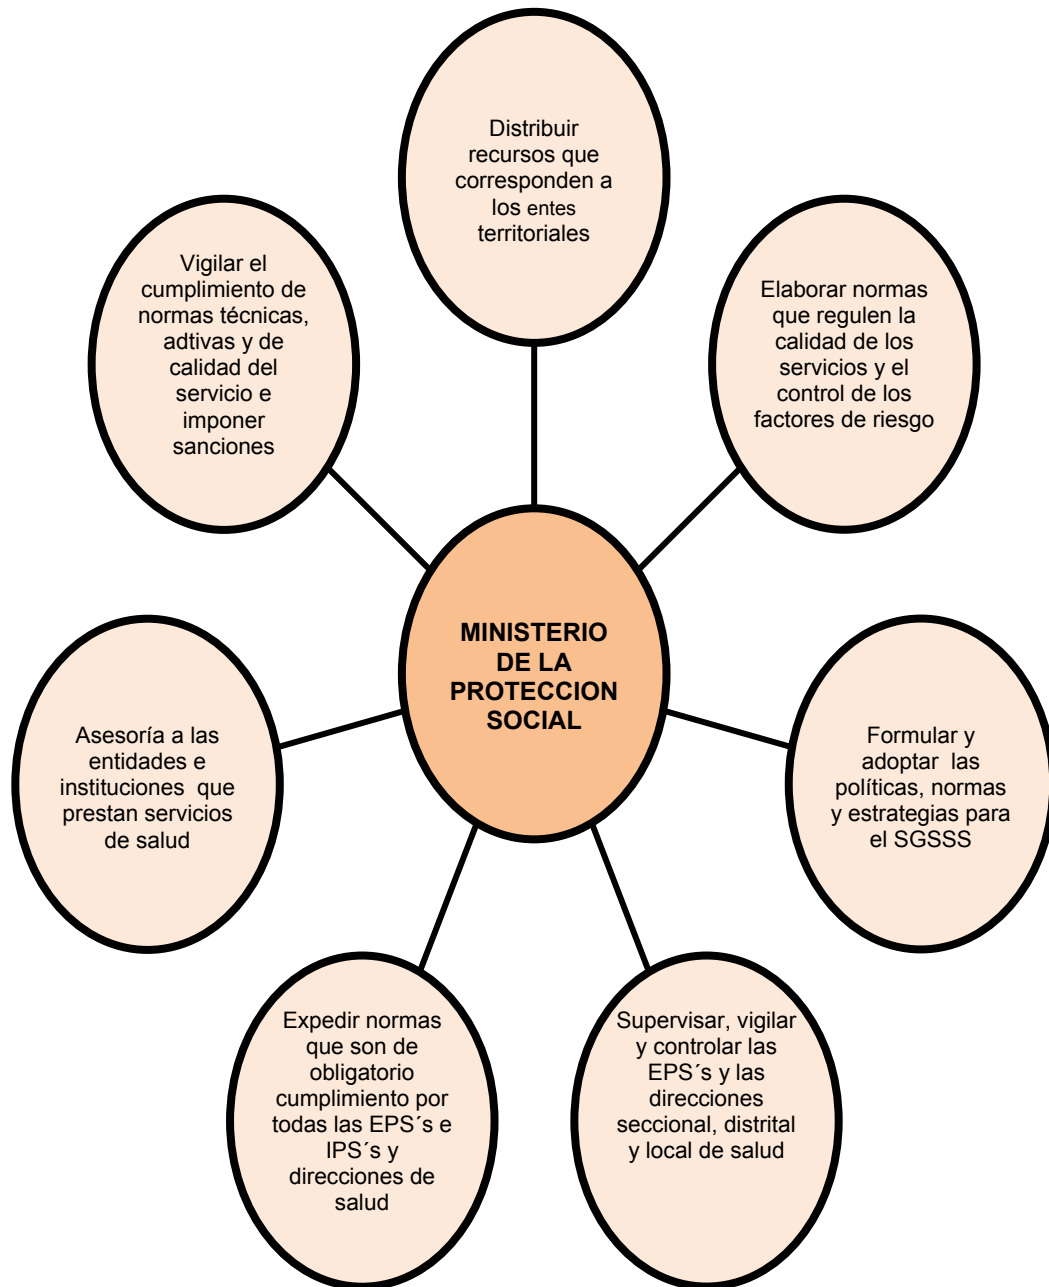 Distribuir
recursos que
corresponden a
los entes
territoriales
Vigilar el
cumplimiento de
normas técnicas,
adtivas y de
calidad del
servicio e
imponer
sanciones
Elaborar normas
que regulen la
calidad de los
servicios y el
control de los
factores de riesgo
MINISTERIO
DE LA
PROTECCION
SOCIAL
Asesoría a las
entidades e
instituciones que
prestan servicios
de salud
Formular y
adoptar las
políticas, normas
y estrategias para
el SGSSS
Expedir normas
que son de
obligatorio
cumplimiento por
todas las EPS´s e
IPS´s y
direcciones de
salud
Supervisar, vigilar
y controlar las
EPS´s y las
direcciones
seccional, distrital
y local de salud